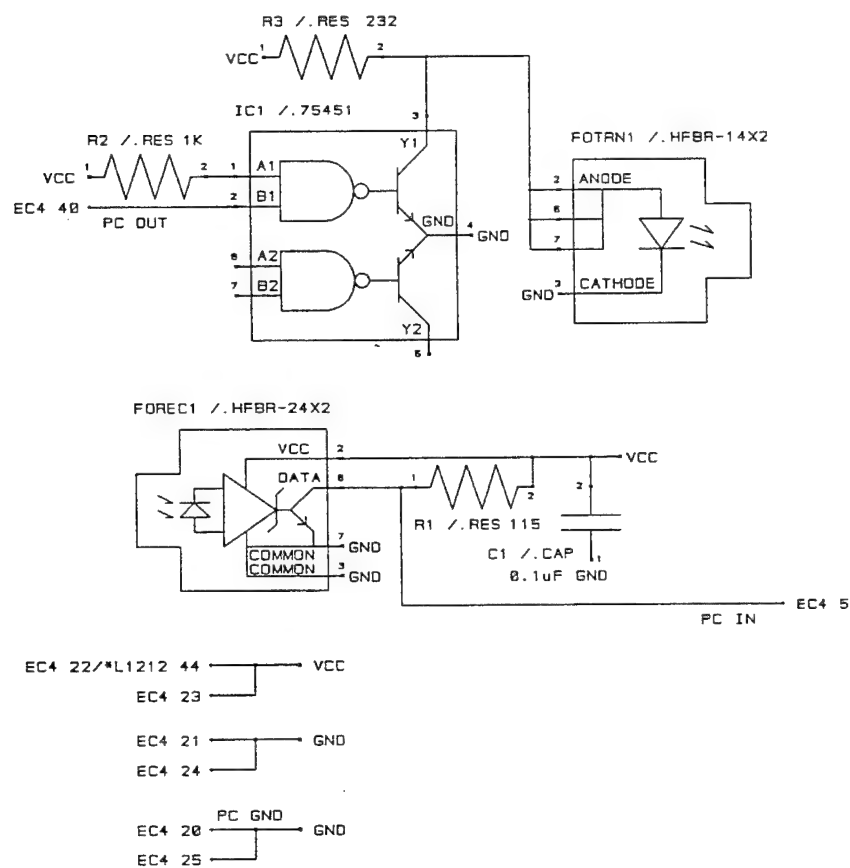 R3 /.RES 232
VCC 1 2
IC1 /.75451
3
R2 /.RES 1K
Y1
FOTRN1 /.HFBR-14X2
VCC 1 2 1 A1
2 ANODE
EC4 40 2 B1
PC OUT
GND 4 GND
6
7
6 A2
7 B2
GND 3 CATHODE
Y2
5
FOREC1 /.HFBR-24X2
VCC 2 VCC
DATA 6 1 2 2
R1 /.RES 115
7 GND
COMMON
COMMON
3 GND
C1 /.CAP 1
0.1uF GND
EC4 5
PC IN
EC4 22/*L1212 44 VCC
EC4 23
EC4 21 GND
EC4 24
PC GND
EC4 20 GND
EC4 25